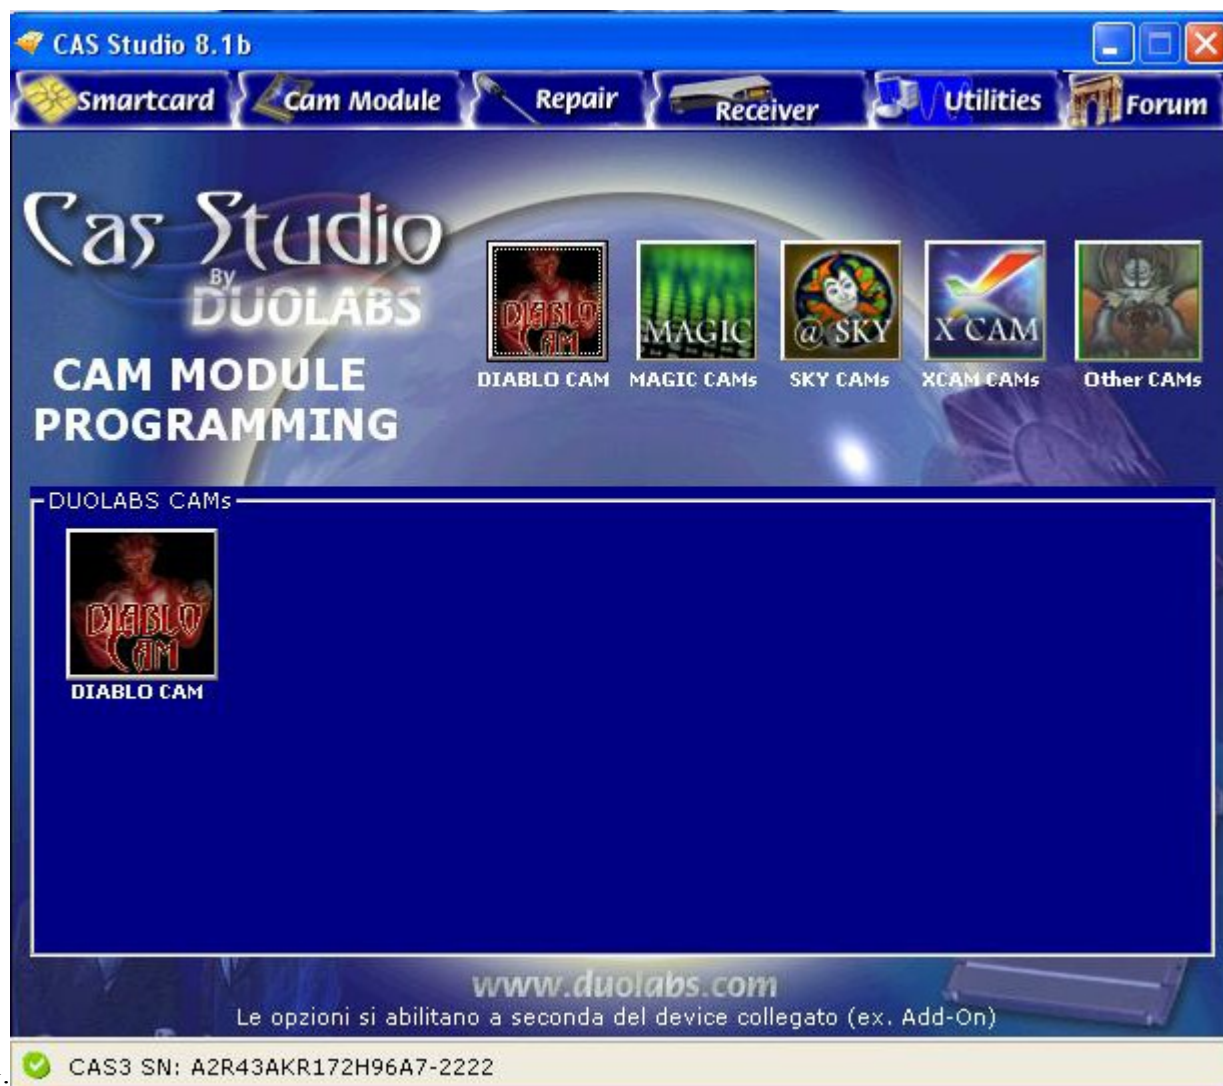 CAS Studio 8.1b
Smartcard Cam Module Repair Receiver Utilities Forum
Cas Studio
By
DUOLABS
CAM MODULE
PROGRAMMING
DIABLO CAM MAGIC @ SKY X CAM
DIABLO CAM MAGIC CAMs SKY CAMs XCAM CAMs Other CAMs
DUOLABS CAMs
DIABLO
CAM
DIABLO CAM
www.duolabs.com
Le opzioni si abilitano a seconda del device collegato (ex. Add-On)
CAS3 SN: A2R43AKR172H96A7-2222